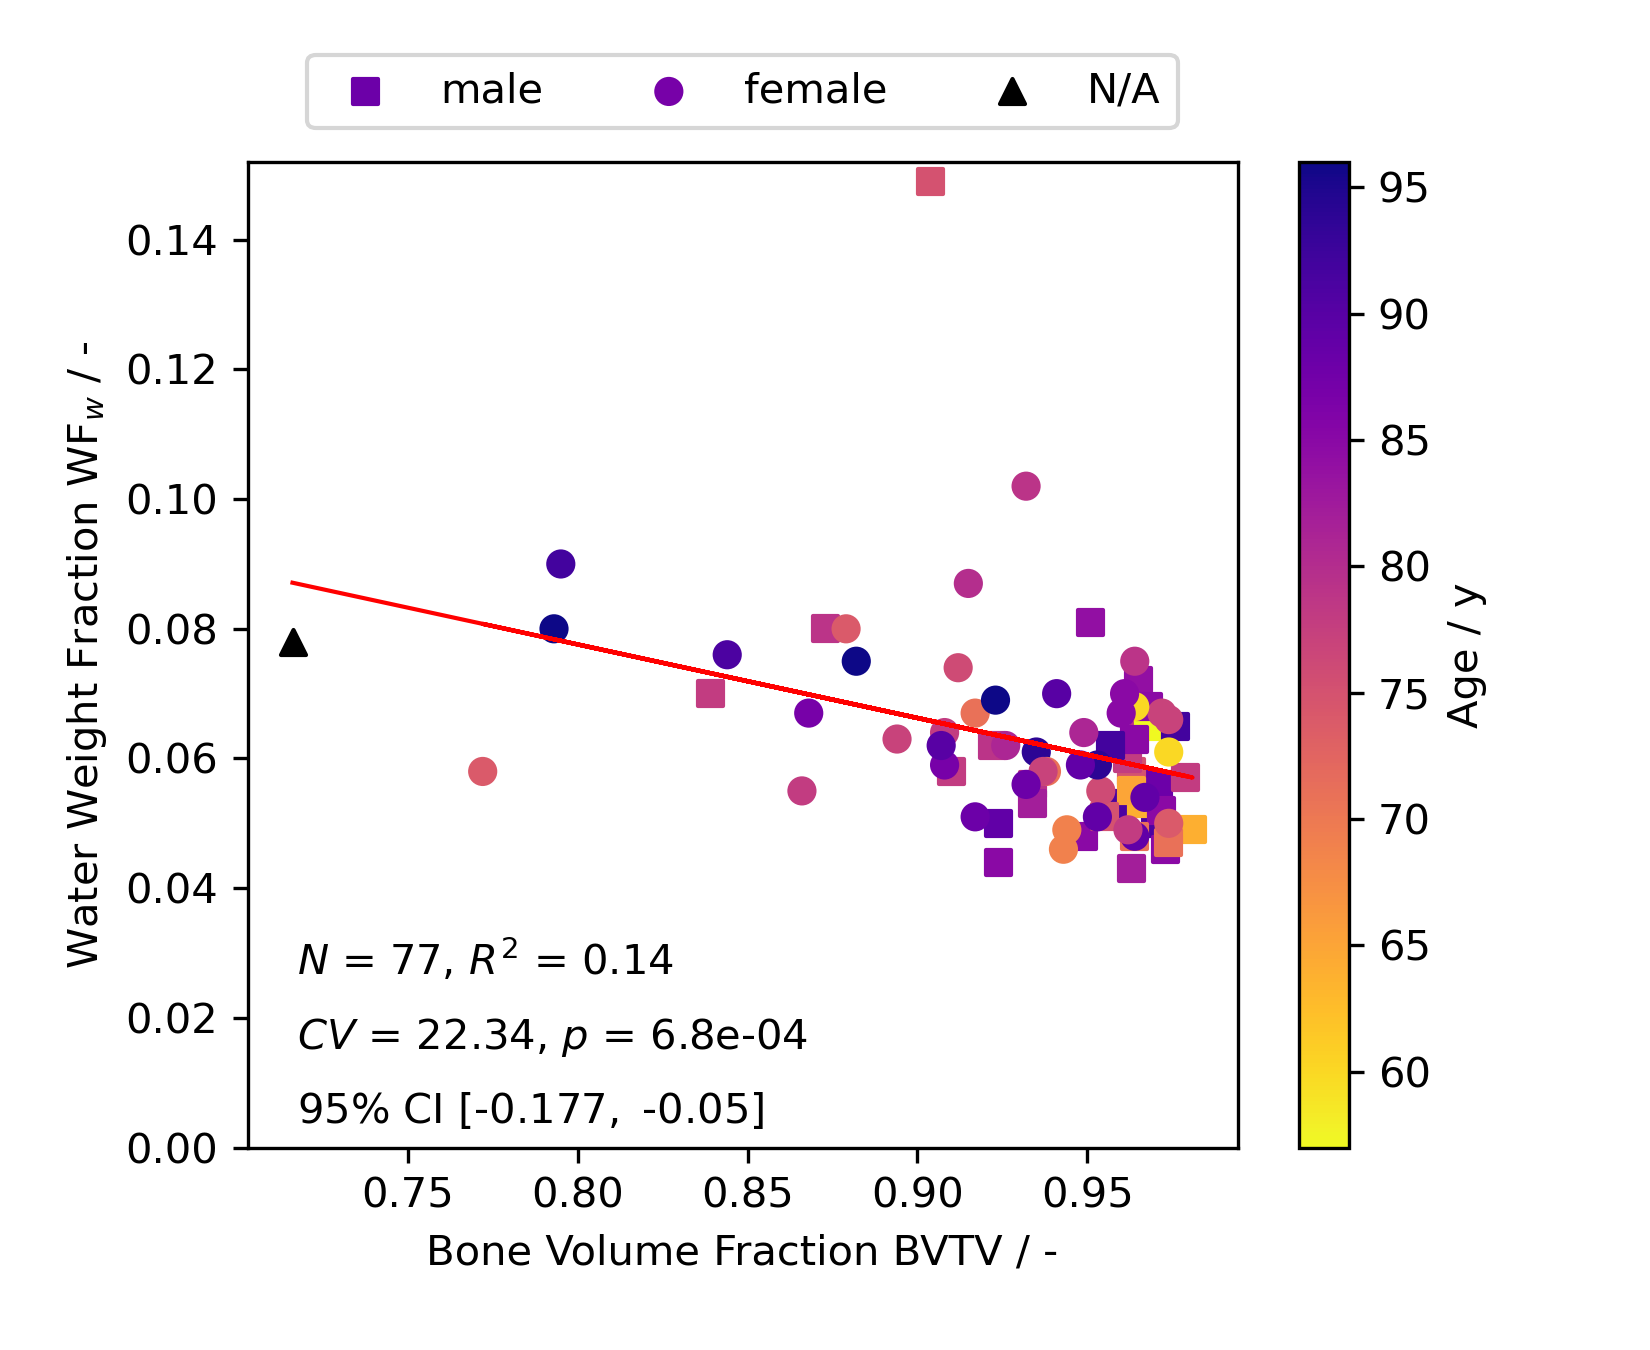 male female N/A
0.14
0.12
0.10
0.08
0.06
0.04
0.02
0.00
Water Weight Fraction WF_w / -
N = 77, R² = 0.14
CV = 22.34, p = 6.8e-04
95% CI [-0.177, -0.05]
0.75 0.80 0.85 0.90 0.95
Bone Volume Fraction BVTV / -
95
90
85
80
75
70
65
60
Age / y